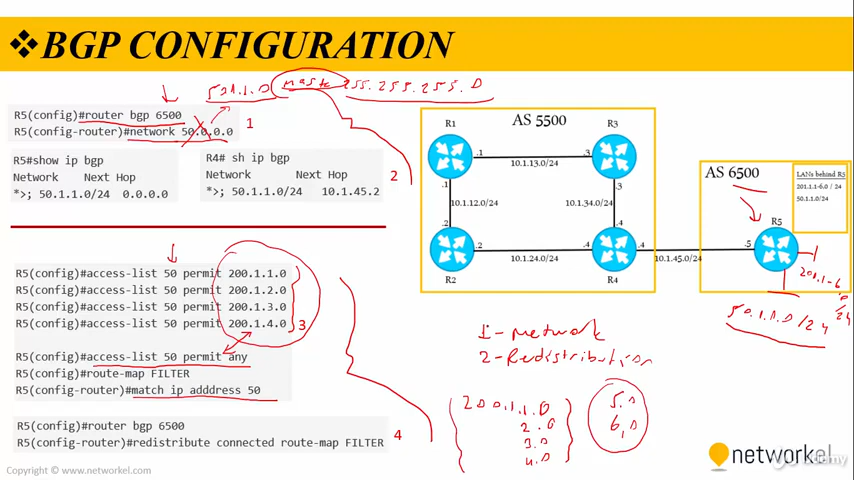 ❖BGP CONFIGURATION
50.1.1.0 mask 255.255.255.0
R5(config)#router bgp 6500
R5(config-router)#network 50.0.0.0
1
R5#show ip bgp
Network Next Hop
*>; 50.1.1.0/24 0.0.0.0
R4# sh ip bgp
Network Next Hop
*>; 50.1.1.0/24 10.1.45.2
2
R5(config)#access-list 50 permit 200.1.1.0
R5(config)#access-list 50 permit 200.1.2.0
R5(config)#access-list 50 permit 200.1.3.0
R5(config)#access-list 50 permit 200.1.4.0
3
R5(config)#access-list 50 permit any
R5(config)#route-map FILTER
R5(config-router)#match ip adddress 50
R5(config)#router bgp 6500
R5(config-router)#redistribute connected route-map FILTER
4
AS 5500
R1
R3
.1
10.1.13.0/24
.3
.1
.3
10.1.12.0/24
10.1.34.0/24
.2
.4
.2
10.1.24.0/24
.4
R2
R4
.4
10.1.45.0/24
.5
AS 6500
R5
LANs behind R5
201.1.1-6.0 /24
50.1.1.0/24
200.1-6
.0
/24
50.1.1.0/24
1-Network
2-Redistribution
200.1.1.0
2.0
3.0
4.0
5.0
6.0
networkel
Udemy
Copyright © www.networkel.com